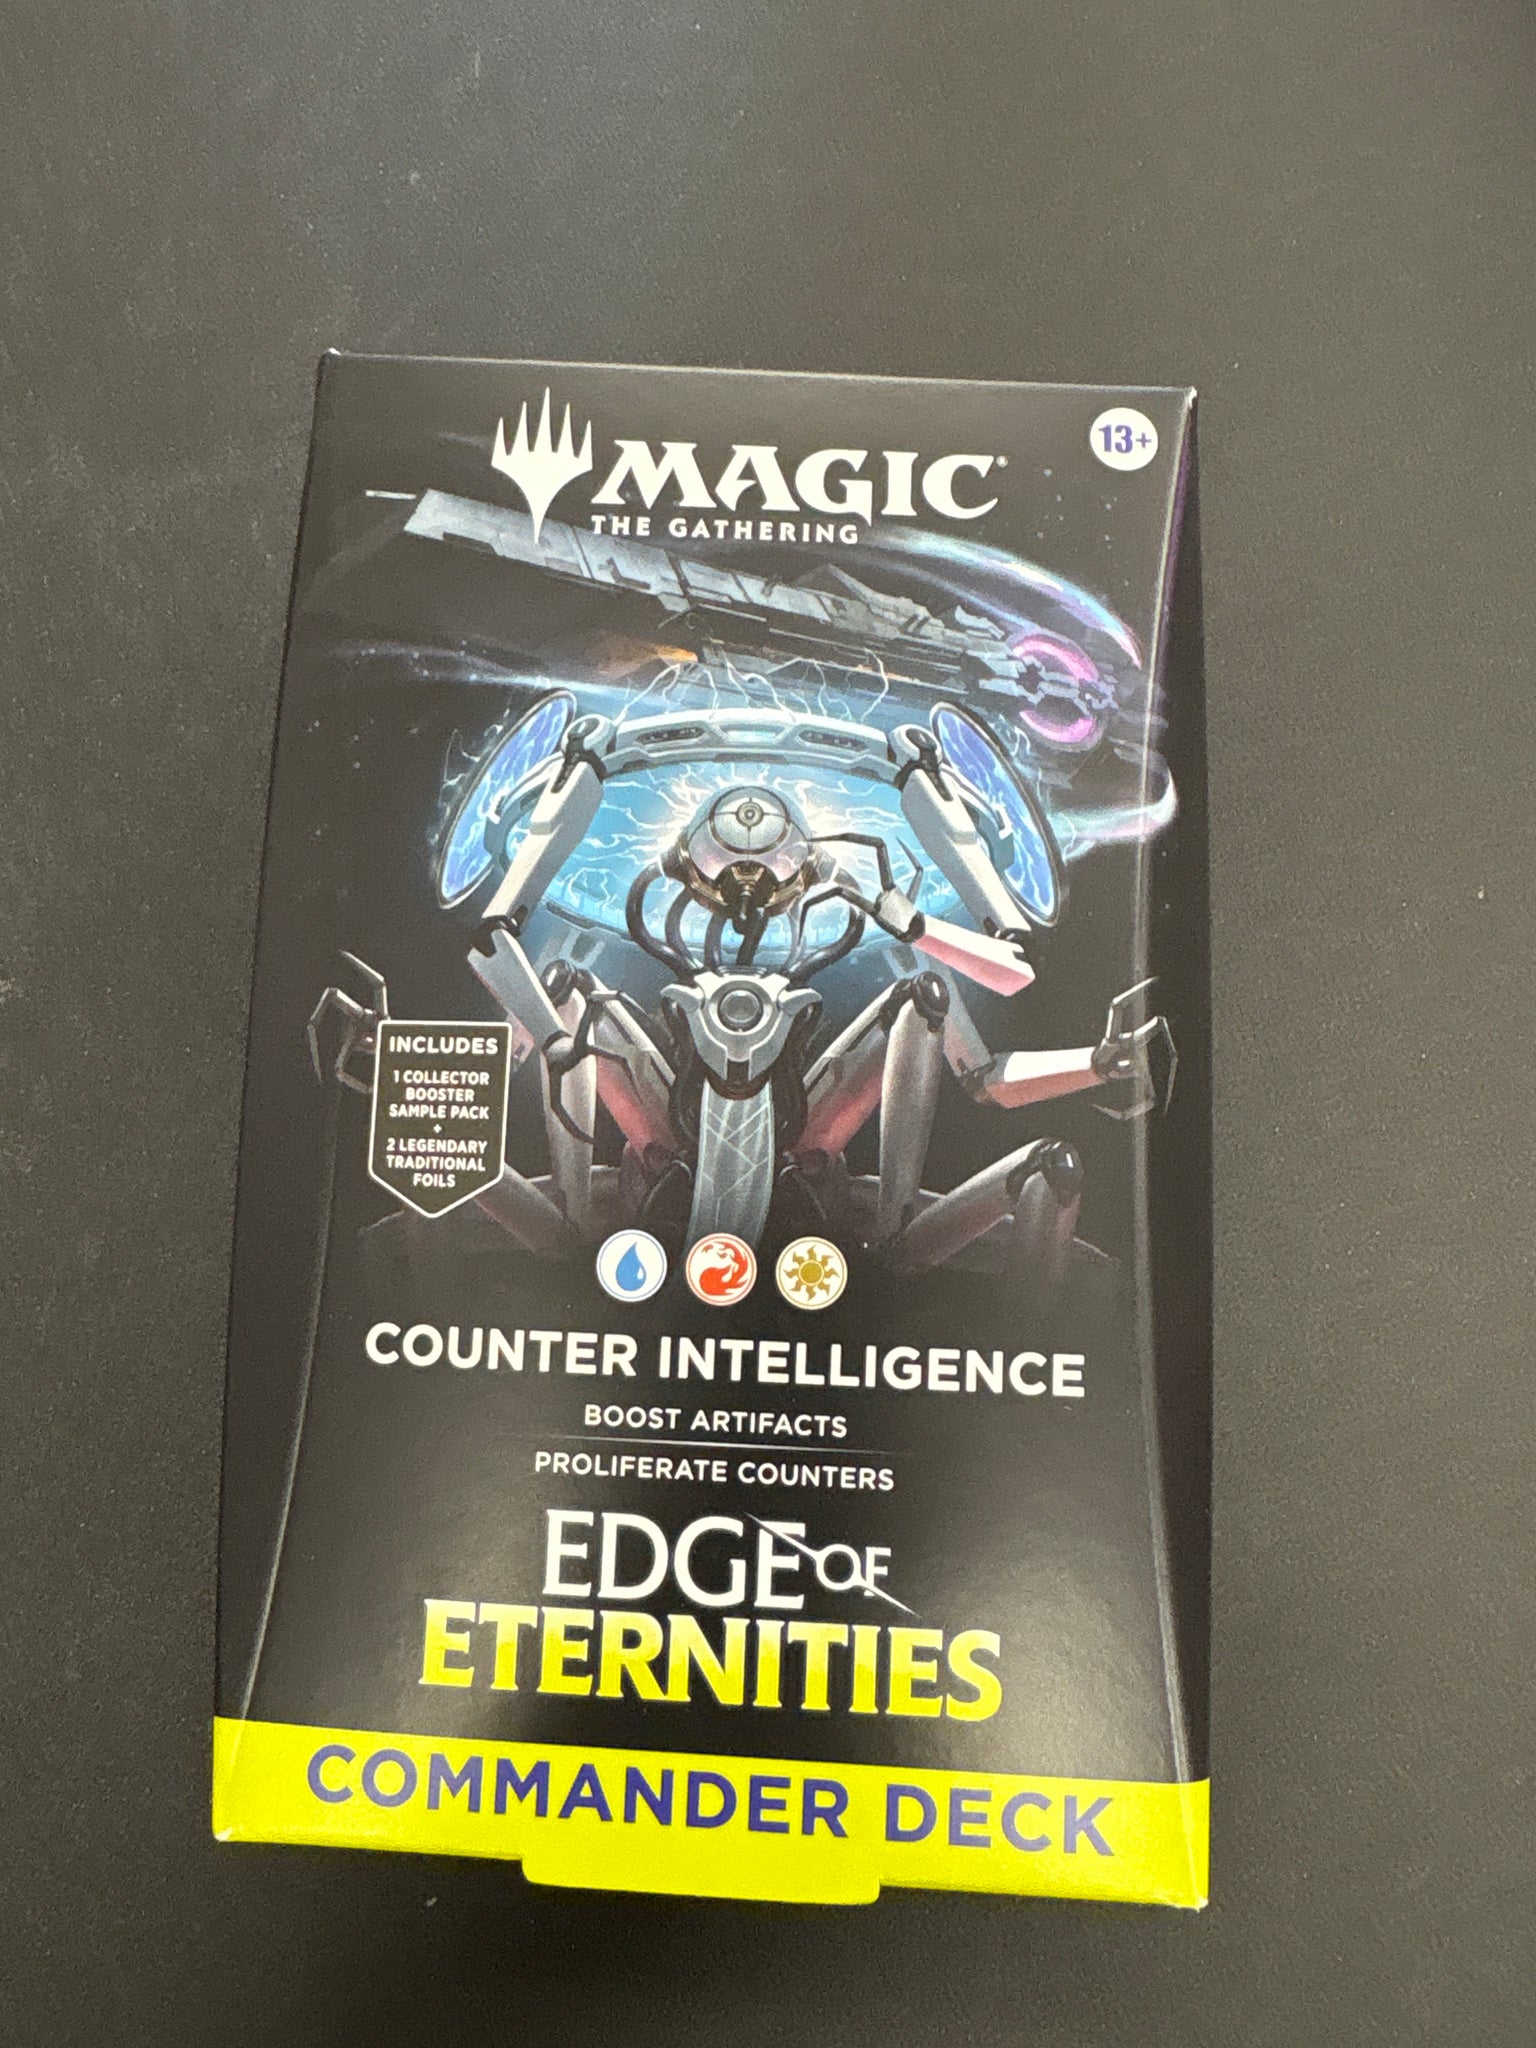 MAGIC
THE GATHERING
13+
INCLUDES
1 COLLECTOR
BOOSTER
SAMPLE PACK
+
2 LEGENDARY
TRADITIONAL
FOILS
COUNTER INTELLIGENCE
BOOST ARTIFACTS
PROLIFERATE COUNTERS
EDGE OF
ETERNITIES
COMMANDER DECK